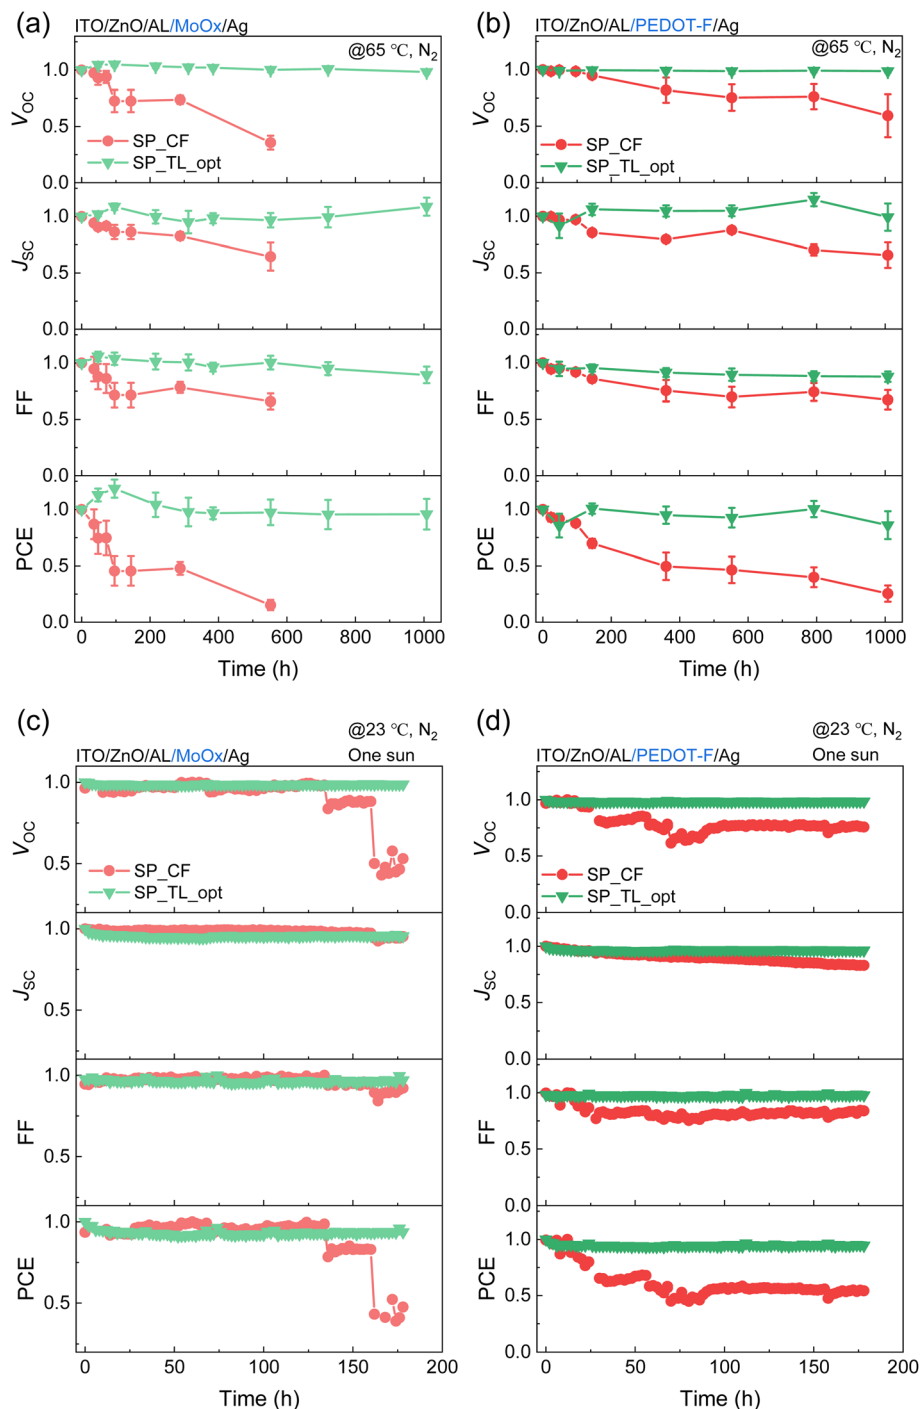 (a)
ITO/ZnO/AL/MoOx/Ag
@65 °C, N2
VOC
1.0
0.5
0.0
SP_CF
SP_TL_opt
JSC
1.0
0.5
0.0
FF
1.0
0.5
0.0
PCE
1.0
0.5
0.0
0 200 400 600 800 1000
Time (h)
(b)
ITO/ZnO/AL/PEDOT-F/Ag
@65 °C, N2
VOC
1.0
0.5
0.0
SP_CF
SP_TL_opt
JSC
1.0
0.5
0.0
FF
1.0
0.5
0.0
PCE
1.0
0.5
0.0
0 200 400 600 800 1000
Time (h)
(c)
@23 °C, N2
ITO/ZnO/AL/MoOx/Ag
One sun
VOC
1.0
0.5
SP_CF
SP_TL_opt
JSC
1.0
0.5
FF
1.0
0.5
PCE
1.0
0.5
0 50 100 150 200
Time (h)
(d)
@23 °C, N2
ITO/ZnO/AL/PEDOT-F/Ag
One sun
VOC
1.0
0.5
0.0
SP_CF
SP_TL_opt
JSC
1.0
0.5
0.0
FF
1.0
0.5
0.0
PCE
1.0
0.5
0.0
0 50 100 150 200
Time (h)